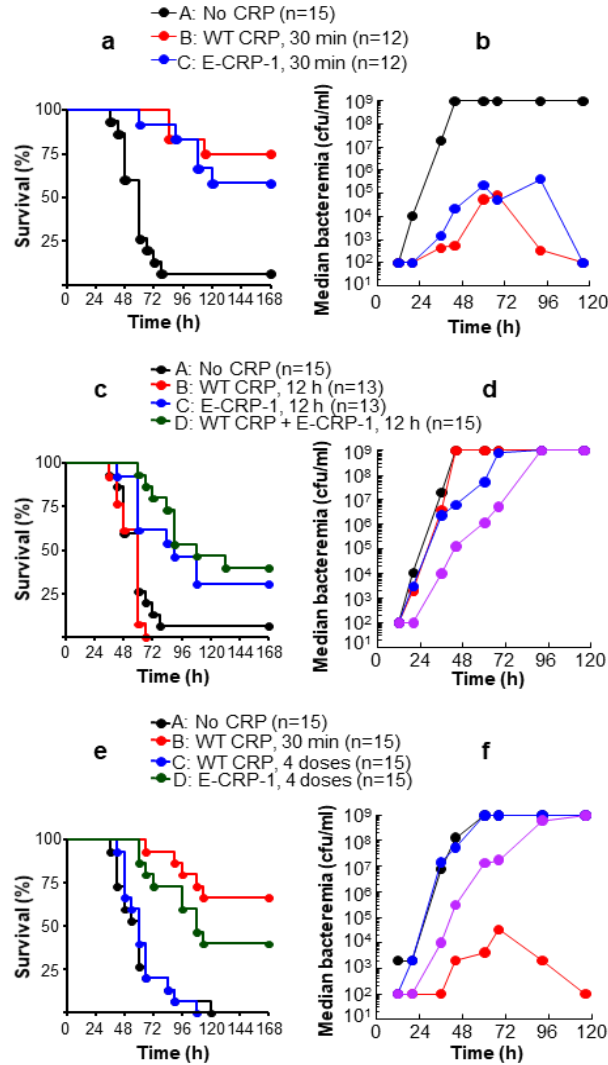 a
A: No CRP (n=15)
B: WT CRP, 30 min (n=12)
C: E-CRP-1, 30 min (n=12)
b
Survival (%)
100
75
50
25
0 24 48 72 96 120 144 168
Time (h)
Median bacteremia (cfu/ml)
10⁹
10⁸
10⁷
10⁶
10⁵
10⁴
10³
10²
10¹
0 24 48 72 96 120
Time (h)
c
A: No CRP (n=15)
B: WT CRP, 12 h (n=13)
C: E-CRP-1, 12 h (n=13)
D: WT CRP + E-CRP-1, 12 h (n=15)
d
Survival (%)
100
75
50
25
0 24 48 72 96 120 144 168
Time (h)
Median bacteremia (cfu/ml)
10⁹
10⁸
10⁷
10⁶
10⁵
10⁴
10³
10²
10¹
0 24 48 72 96 120
Time (h)
e
A: No CRP (n=15)
B: WT CRP, 30 min (n=15)
C: WT CRP, 4 doses (n=15)
D: E-CRP-1, 4 doses (n=15)
f
Survival (%)
100
75
50
25
0 24 48 72 96 120 144 168
Time (h)
Median bacteremia (cfu/ml)
10⁹
10⁸
10⁷
10⁶
10⁵
10⁴
10³
10²
10¹
0 24 48 72 96 120
Time (h)